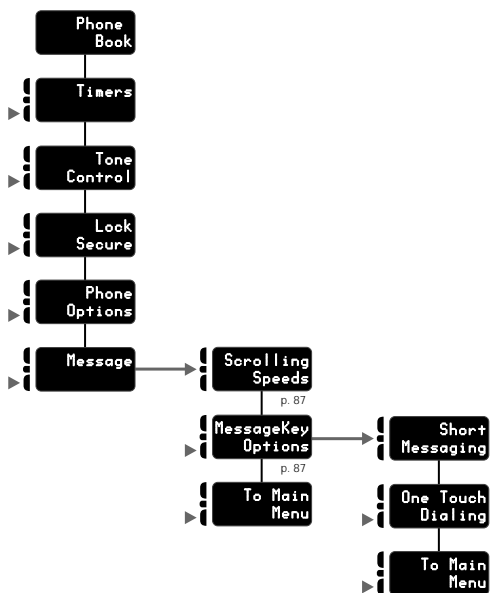 Phone
Book
Timers
Tone
Control
Lock
Secure
Phone
Options
Message
Scrolling
Speeds
p. 87
MessageKey
Options
p. 87
To Main
Menu
Short
Messaging
One Touch
Dialing
To Main
Menu